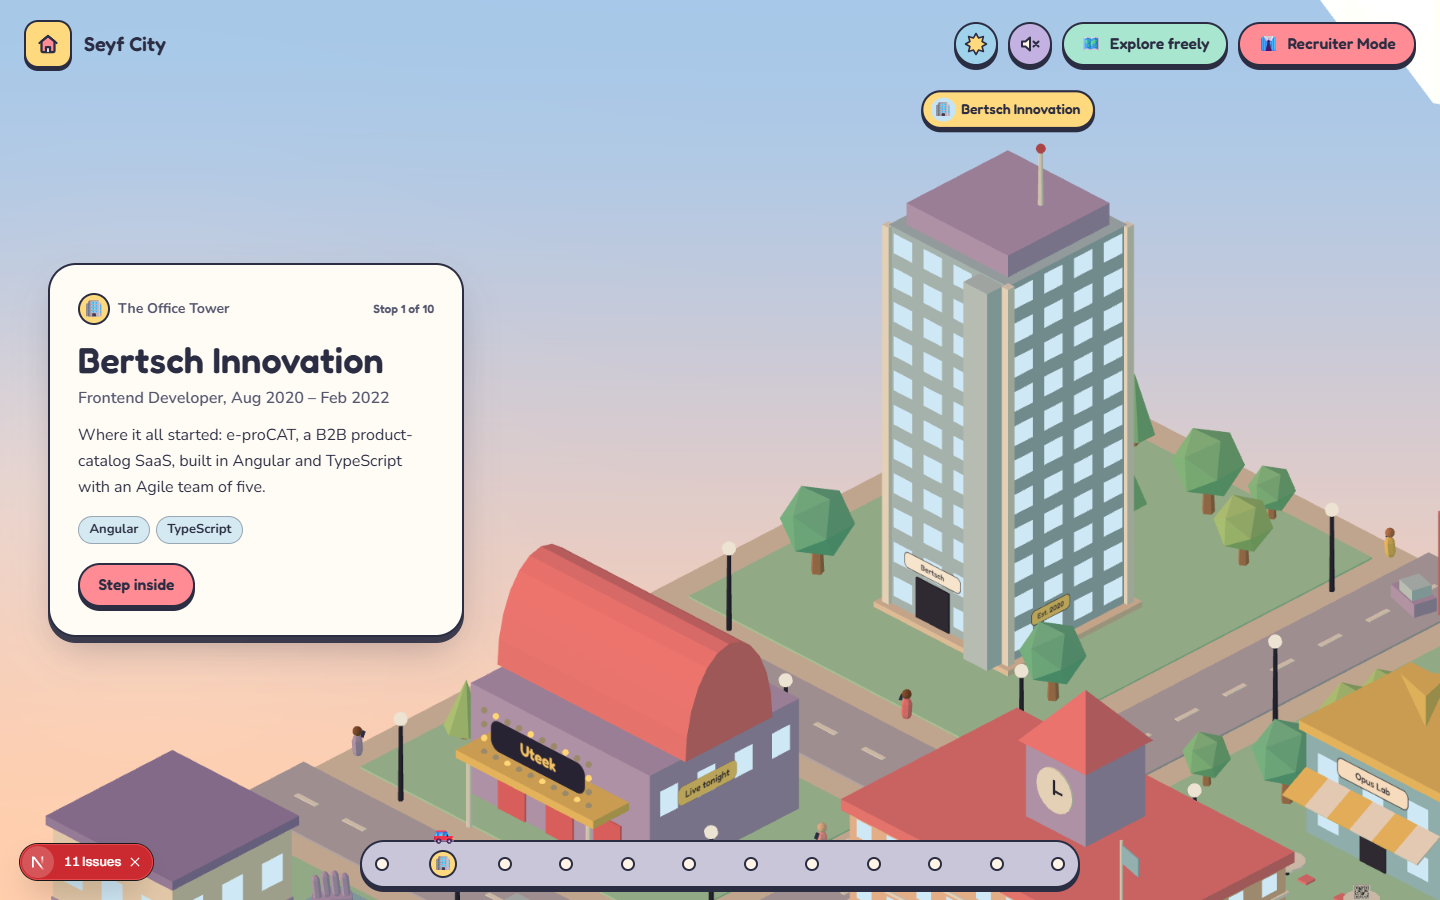 Seyf City
Explore freely
Recruiter Mode
Bertsch Innovation
The Office Tower
Stop 1 of 10
Bertsch Innovation
Frontend Developer, Aug 2020 – Feb 2022
Where it all started: e-proCAT, a B2B product-
catalog SaaS, built in Angular and TypeScript
with an Agile team of five.
Angular
TypeScript
Step inside
Bertsch
Est. 2020
Uteek
Live tonight
Opus Lab
N
11 Issues